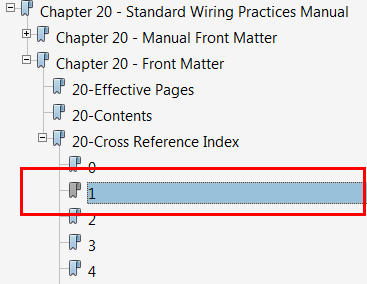 Chapter 20 - Standard Wiring Practices Manual
Chapter 20 - Manual Front Matter
Chapter 20 - Front Matter
20-Effective Pages
20-Contents
20-Cross Reference Index
0
1
2
3
4